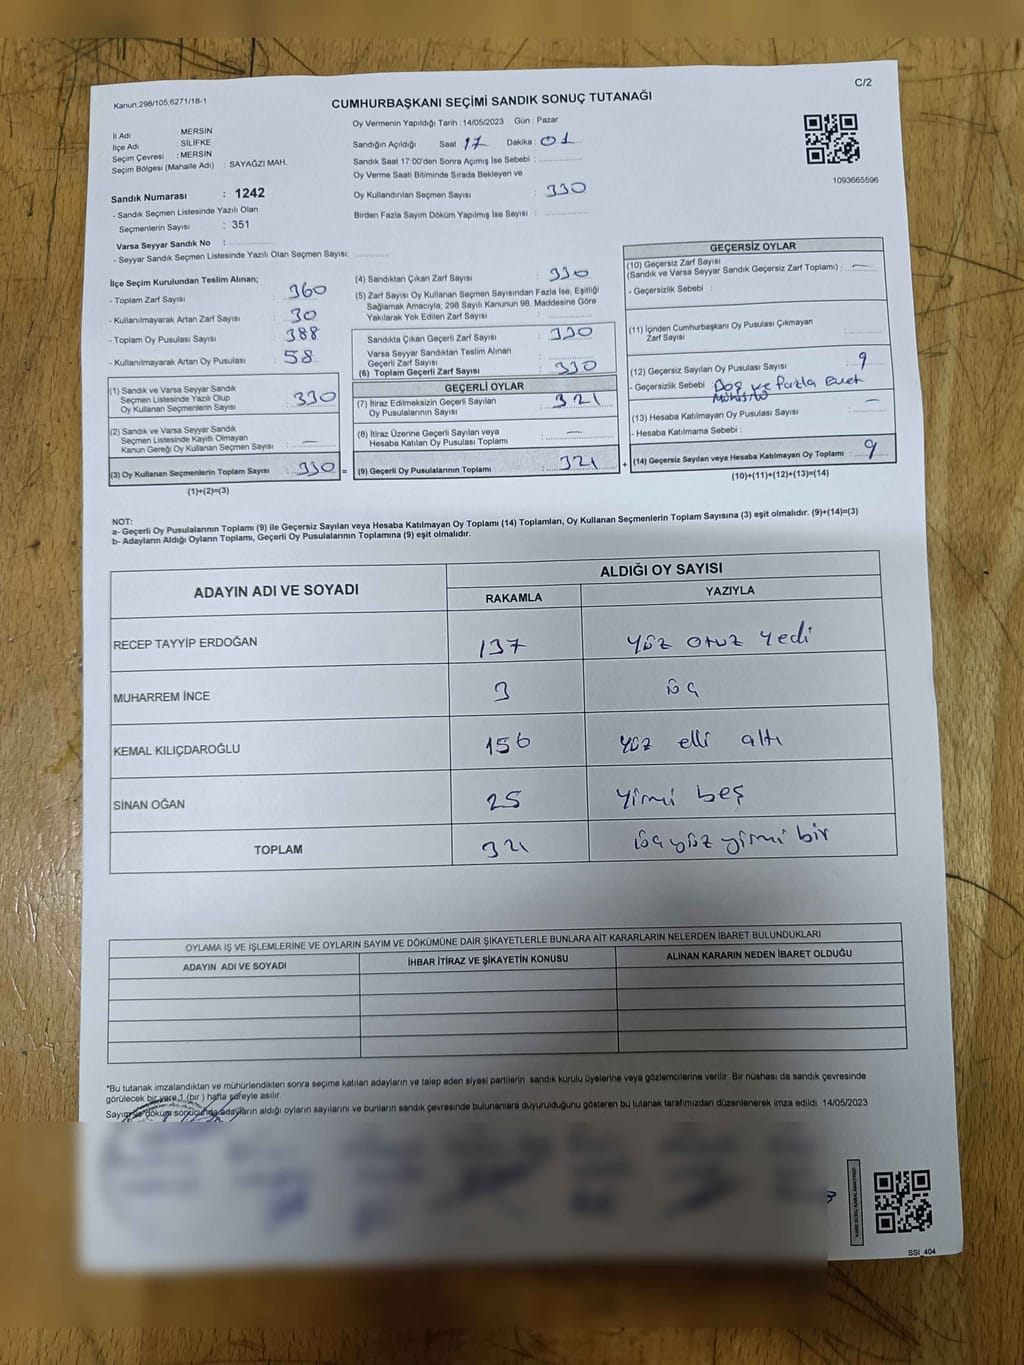 Kanun;298/105;6271/18-1
C/2
CUMHURBAŞKANI SEÇİMİ SANDIK SONUÇ TUTANAĞI
İl Adı : MERSİN
İlçe Adı : SİLİFKE
Seçim Çevresi : MERSİN
Seçim Bölgesi (Mahalle Adı) : SAYAĞZI MAH.
Sandık Numarası : 1242
- Sandık Seçmen Listesinde Yazılı Olan
Seçmenlerin Sayısı : 351
Varsa Seyyar Sandık No :
- Seyyar Sandık Seçmen Listesinde Yazılı Olan Seçmen Sayısı:
Oy Vermenin Yapıldığı Tarih : 14/05/2023 Gün : Pazar
Sandığın Açıldığı Saat 17 Dakika : 01
Sandık Saat 17:00'den Sonra Açımış İse Sebebi :
Oy Verme Saati Bitiminde Sırada Bekleyen ve
Oy Kullandırılan Seçmen Sayısı : 330
Birden Fazla Sayım Döküm Yapılmış İse Sayısı :
1093665596
İlçe Seçim Kurulundan Teslim Alınan;
- Toplam Zarf Sayısı : 360
- Kullanılmayarak Artan Zarf Sayısı : 30
- Toplam Oy Pusulası Sayısı : 388
- Kullanılmayarak Artan Oy Pusulası : 58
(1) Sandık ve Varsa Seyyar Sandık
Seçmen Listesinde Yazılı Olup
Oy Kullanan Seçmenlerin Sayısı : 330
(2) Sandık ve Varsa Seyyar Sandık
Seçmen Listesinde Kayıtlı Olmayan
Kanun Gereği Oy Kullanan Seçmen Sayısı : —
(3) Oy Kullanan Seçmenlerin Toplam Sayısı : 330 =
(1)+(2)=(3)
(4) Sandıktan Çıkan Zarf Sayısı : 330
(5) Zarf Sayısı Oy Kullanan Seçmen Sayısından Fazla İse, Eşitliği
Sağlamak Amacıyla; 298 Sayılı Kanunun 98. Maddesine Göre
Yakılarak Yok Edilen Zarf Sayısı :
Sandıkta Çıkan Geçerli Zarf Sayısı : 330
Varsa Seyyar Sandıktan Teslim Alınan
Geçerli Zarf Sayısı :
(6) Toplam Geçerli Zarf Sayısı : 330
GEÇERLİ OYLAR
(7) İtiraz Edilmeksizin Geçerli Sayılan
Oy Pusulalarının Sayısı : 321
(8) İtiraz Üzerine Geçerli Sayılan veya
Hesaba Katılan Oy Pusulası Toplamı : —
(9) Geçerli Oy Pusulalarının Toplamı : 321 +
GEÇERSİZ OYLAR
(10) Geçersiz Zarf Sayısı
(Sandık ve Varsa Seyyar Sandık Geçersiz Zarf Toplamı) : —
- Geçersizlik Sebebi :
(11) İçinden Cumhurbaşkanı Oy Pusulası Çıkmayan
Zarf Sayısı :
(12) Geçersiz Sayılan Oy Pusulası Sayısı : 9
- Geçersizlik Sebebi : Boş ve fazla Evet
(13) Hesaba Katılmayan Oy Pusulası Sayısı : —
- Hesaba Katılmama Sebebi :
(14) Geçersiz Sayılan veya Hesaba Katılmayan Oy Toplamı : 9
(10)+(11)+(12)+(13)=(14)
NOT:
a- Geçerli Oy Pusulalarının Toplamı (9) ile Geçersiz Sayılan veya Hesaba Katılmayan Oy Toplamı (14) Toplamları, Oy Kullanan Seçmenlerin Toplam Sayısına (3) eşit olmalıdır. (9)+(14)=(3)
b- Adayların Aldığı Oyların Toplamı, Geçerli Oy Pusulalarının Toplamına (9) eşit olmalıdır.
ADAYIN ADI VE SOYADI ALDIĞI OY SAYISI
RAKAMLA YAZIYLA
RECEP TAYYİP ERDOĞAN 137 yüz otuz yedi
MUHARREM İNCE 3 üç
KEMAL KILIÇDAROĞLU 156 yüz elli altı
SİNAN OĞAN 25 Yirmi beş
TOPLAM 321 üçyüz yirmi bir
OYLAMA İŞ VE İŞLEMLERİNE VE OYLARIN SAYIM VE DÖKÜMÜNE DAİR ŞİKAYETLERLE BUNLARA AİT KARARLARIN NELERDEN İBARET BULUNDUKLARI
ADAYIN ADI VE SOYADI İHBAR İTİRAZ VE ŞİKAYETİN KONUSU ALINAN KARARIN NEDEN İBARET OLDUĞU
*Bu tutanak imzalandıktan ve mühürlendikten sonra seçime katılan adayların ve talep eden siyasi partilerin sandık kurulu üyelerine veya gözlemcilerine verilir. Bir nüshası da sandık çevresinde
görülecek bir yere 1 (bir ) hafta süreyle asılır.
Sayım ve döküm sonucunda adayların aldığı oyların sayılarını ve bunların sandık çevresinde bulunanlara duyurulduğunu gösteren bu tutanak tarafımızdan düzenlenerek imza edildi. 14/05/2023
SSI_404